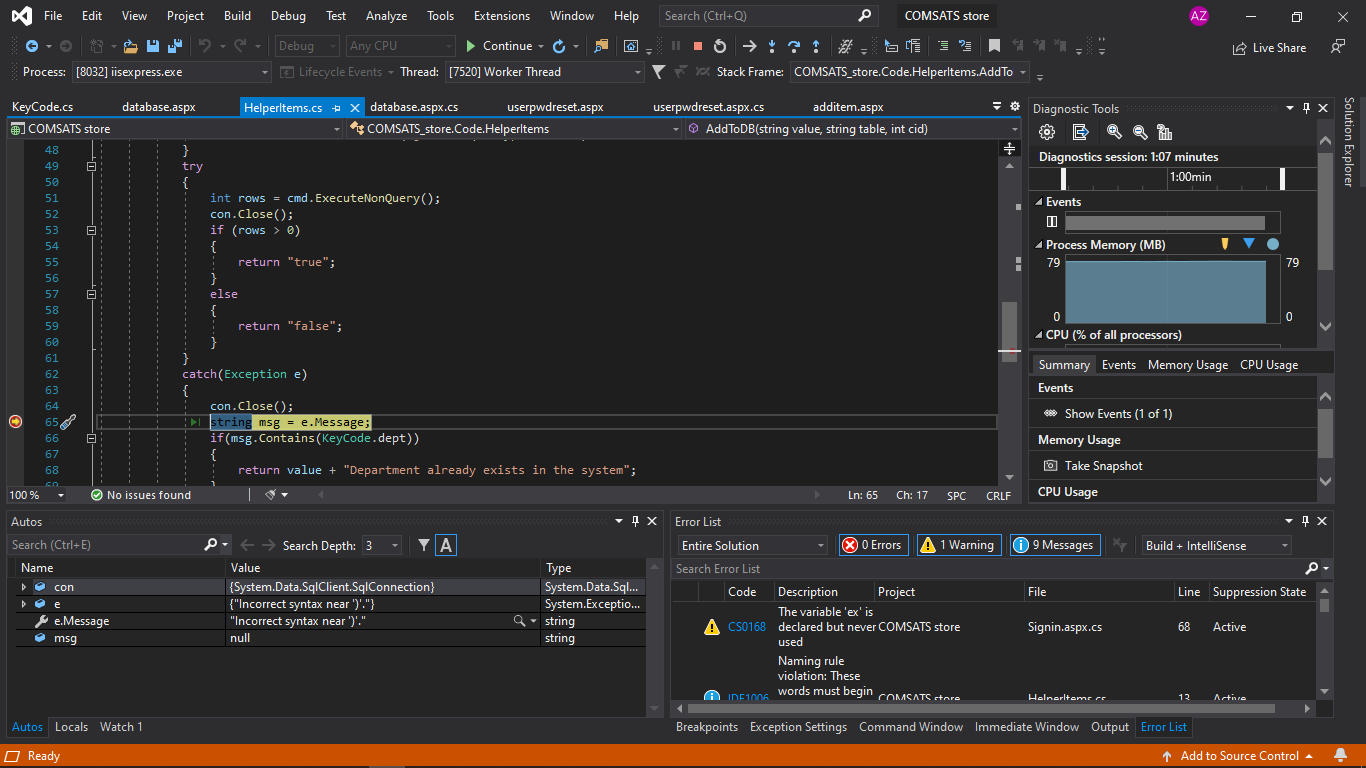 File Edit View Project Build Debug Test Analyze Tools Extensions Window Help Search (Ctrl+Q) COMSATS store AZ
Debug Any CPU Continue Live Share
Process: [8032] iisexpress.exe Lifecycle Events Thread: [7520] Worker Thread Stack Frame: COMSATS_store.Code.HelperItems.AddTo
KeyCode.cs database.aspx HelperItems.cs database.aspx.cs userpwdreset.aspx userpwdreset.aspx.cs additem.aspx
COMSATS store COMSATS_store.Code.HelperItems AddToDB(string value, string table, int cid)
48 }
49 try
50 {
51 int rows = cmd.ExecuteNonQuery();
52 con.Close();
53 if (rows > 0)
54 {
55 return "true";
56 }
57 else
58 {
59 return "false";
60 }
61 }
62 catch(Exception e)
63 {
64 con.Close();
65 string msg = e.Message;
66 if(msg.Contains(KeyCode.dept))
67 {
68 return value + "Department already exists in the system";
69 }
100 % No issues found Ln: 65 Ch: 17 SPC CRLF
Diagnostic Tools
Diagnostics session: 1:07 minutes
1:00min
Events
Process Memory (MB)
79 79
0 0
CPU (% of all processors)
Summary Events Memory Usage CPU Usage
Events
Show Events (1 of 1)
Memory Usage
Take Snapshot
CPU Usage
Solution Explorer
Autos
Search (Ctrl+E) Search Depth: 3 A
Name Value Type
con {System.Data.SqlClient.SqlConnection} System.Data.Sql...
e {"Incorrect syntax near ')'."} System.Exceptio...
e.Message "Incorrect syntax near ')'." string
msg null string
Autos Locals Watch 1
Error List
Entire Solution 0 Errors 1 Warning 9 Messages Build + IntelliSense
Search Error List
Code Description Project File Line Suppression State
The variable 'ex' is
CS0168 declared but never COMSATS store Signin.aspx.cs 68 Active
used
Naming rule
violation: These
words must begin
IDE1006 COMSATS store HelperItems.cs 13 Active
Breakpoints Exception Settings Command Window Immediate Window Output Error List
Ready Add to Source Control